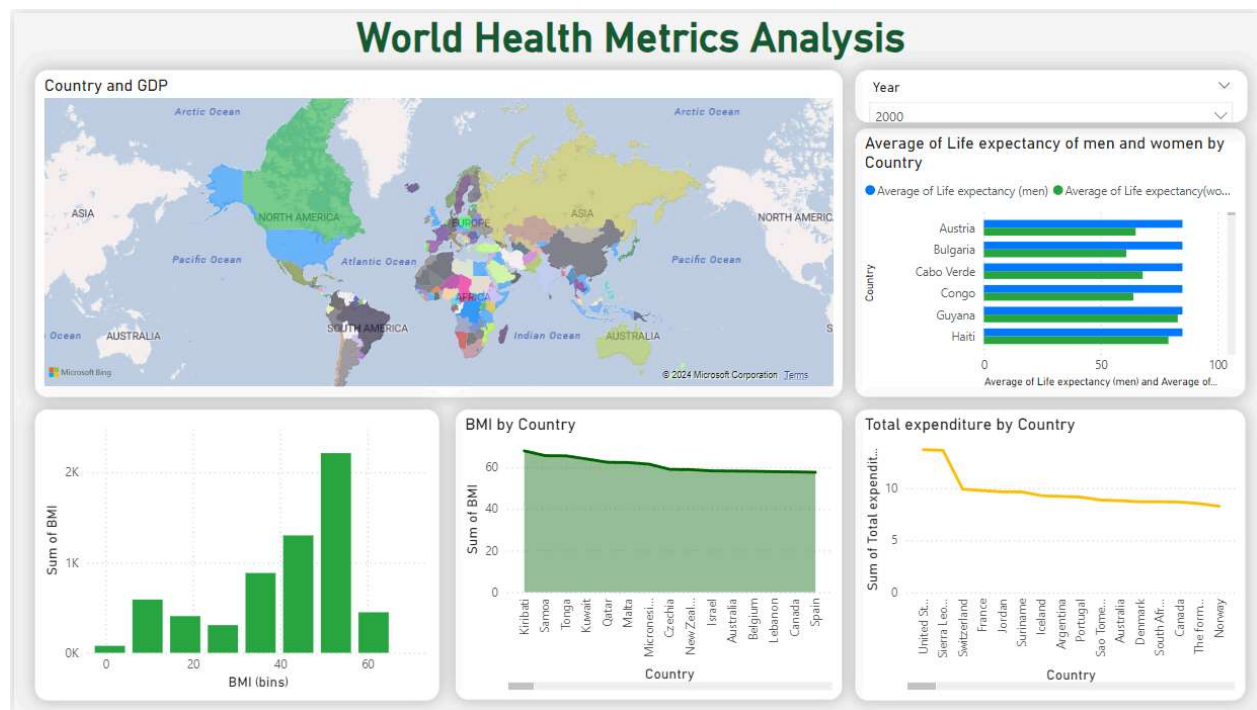 World Health Metrics Analysis
Country and GDP
Arctic Ocean
Arctic Ocean
ASIA
NORTH AMERICA
EUROPE
ASIA
NORTH AMERIC
Pacific Ocean
Atlantic Ocean
Pacific Ocean
AFRICA
SOUTH AMERICA
S
Ocean
AUSTRALIA
Indian Ocean
AUSTRALIA
Microsoft Bing
© 2024 Microsoft Corporation Terms
Year
2000
Average of Life expectancy of men and women by
Country
Average of Life expectancy (men) Average of Life expectancy(wo...
Country
Austria
Bulgaria
Cabo Verde
Congo
Guyana
Haiti
0 50 100
Average of Life expectancy (men) and Average of...
Sum of BMI
2K
1K
0K
0 20 40 60
BMI (bins)
BMI by Country
Sum of BMI
60
40
20
0
Kiribati
Samoa
Tonga
Kuwait
Qatar
Malta
Micronesi...
Czechia
New Zeal...
Israel
Australia
Belgium
Lebanon
Canada
Spain
Country
Total expenditure by Country
Sum of Total expendit...
10
5
0
United St...
Sierra Leo...
Switzerland
France
Jordan
Suriname
Iceland
Argentina
Portugal
Sao Tome...
Australia
Denmark
South Afr...
Canada
The form...
Norway
Country